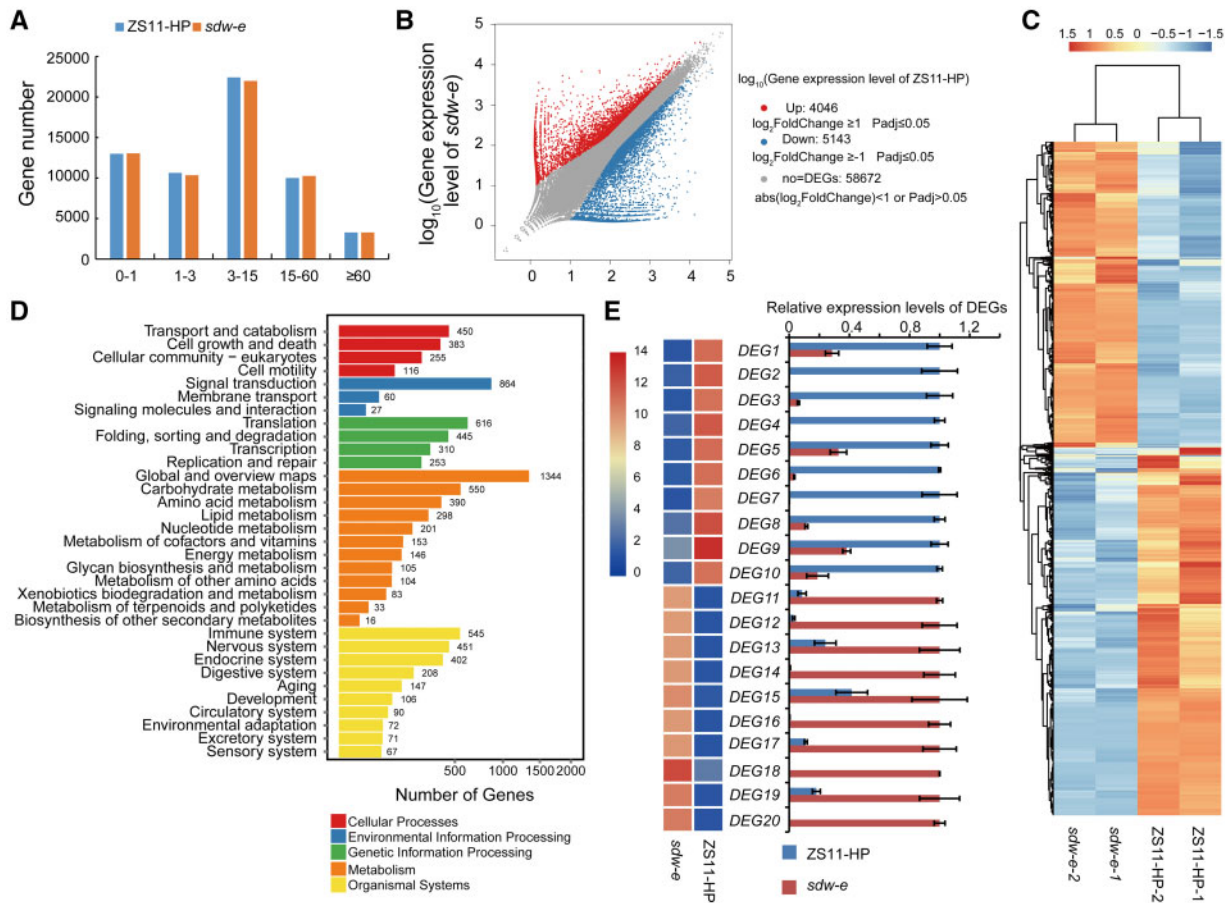 A
ZS11-HP
sdw-e
Gene number
25000
20000
15000
10000
5000
0
0-1
1-3
3-15
15-60
≥60
B
log10(Gene expression
level of sdw-e)
5
4
3
2
1
0
0
1
2
3
4
5
log10(Gene expression level of ZS11-HP)
Up: 4046
log2FoldChange ≥1 Padj≤0.05
Down: 5143
log2FoldChange ≥-1 Padj≤0.05
no=DEGs: 58672
abs(log2FoldChange)<1 or Padj>0.05
C
1.5 1 0.5 0 −0.5 −1 -1.5
sdw-e-2
sdw-e-1
ZS11-HP-2
ZS11-HP-1
D
Transport and catabolism 450
Cell growth and death 383
Cellular community − eukaryotes 255
Cell motility 116
Signal transduction 864
Membrane transport 60
Signaling molecules and interaction 27
Translation 616
Folding, sorting and degradation 445
Transcription 310
Replication and repair 253
Global and overview maps 1344
Carbohydrate metabolism 550
Amino acid metabolism 390
Lipid metabolism 298
Nucleotide metabolism 201
Metabolism of cofactors and vitamins 153
Energy metabolism 146
Glycan biosynthesis and metabolism 105
Metabolism of other amino acids 104
Xenobiotics biodegradation and metabolism 83
Metabolism of terpenoids and polyketides 33
Biosynthesis of other secondary metabolites 16
Immune system 545
Nervous system 451
Endocrine system 402
Digestive system 208
Aging 147
Development 106
Circulatory system 90
Environmental adaptation 72
Excretory system 71
Sensory system 67
500 1500 2000
Number of Genes
Cellular Processes
Environmental Information Processing
Genetic Information Processing
Metabolism
Organismal Systems
E
Relative expression levels of DEGs
0 0.4 0.8 1.2
14
12
10
8
6
4
2
0
DEG1
DEG2
DEG3
DEG4
DEG5
DEG6
DEG7
DEG8
DEG9
DEG10
DEG11
DEG12
DEG13
DEG14
DEG15
DEG16
DEG17
DEG18
DEG19
DEG20
sdw-e
ZS11-HP
ZS11-HP
sdw-e